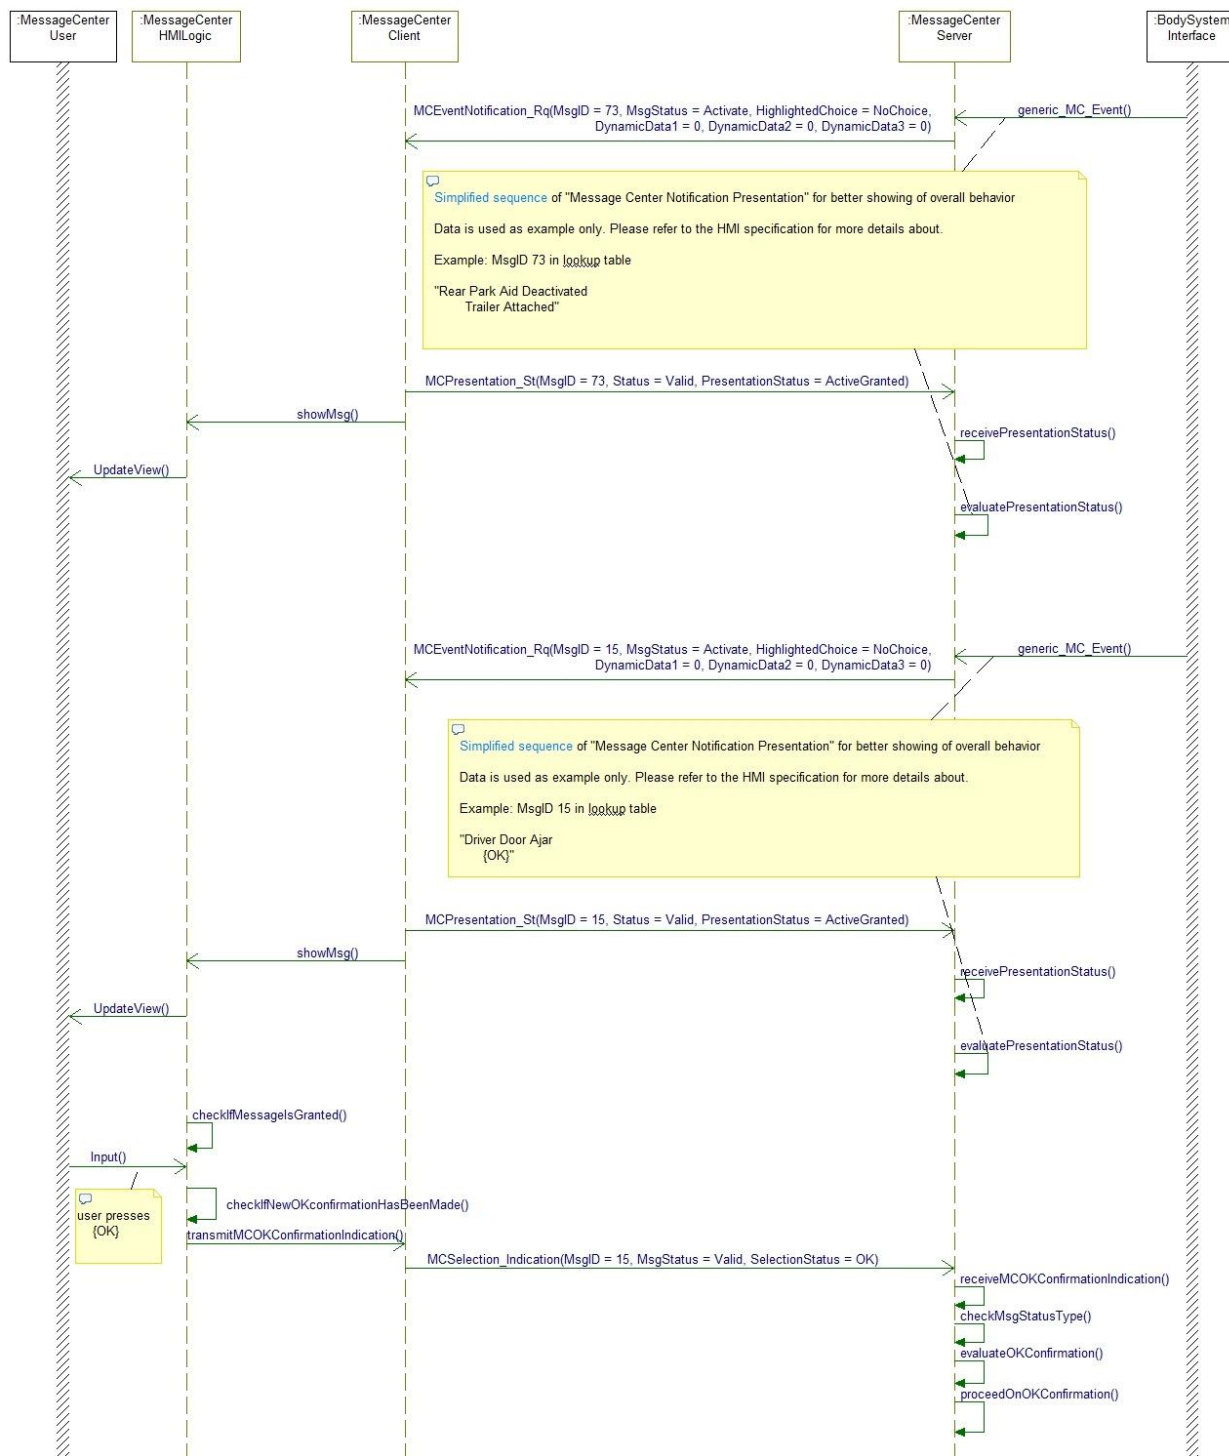 :MessageCenter
User
:MessageCenter
HMILogic
:MessageCenter
Client
:MessageCenter
Server
:BodySystem
Interface
MCEventNotification_Rq(MsgID = 73, MsgStatus = Activate, HighlightedChoice = NoChoice,
DynamicData1 = 0, DynamicData2 = 0, DynamicData3 = 0)
generic_MC_Event()
Simplified sequence of "Message Center Notification Presentation" for better showing of overall behavior
Data is used as example only. Please refer to the HMI specification for more details about.
Example: MsgID 73 in lookup table
"Rear Park Aid Deactivated
Trailer Attached"
MCPresentation_St(MsgID = 73, Status = Valid, PresentationStatus = ActiveGranted)
showMsg()
receivePresentationStatus()
UpdateView()
evaluatePresentationStatus()
MCEventNotification_Rq(MsgID = 15, MsgStatus = Activate, HighlightedChoice = NoChoice,
DynamicData1 = 0, DynamicData2 = 0, DynamicData3 = 0)
generic_MC_Event()
Simplified sequence of "Message Center Notification Presentation" for better showing of overall behavior
Data is used as example only. Please refer to the HMI specification for more details about.
Example: MsgID 15 in lookup table
"Driver Door Ajar
{OK}"
MCPresentation_St(MsgID = 15, Status = Valid, PresentationStatus = ActiveGranted)
showMsg()
receivePresentationStatus()
UpdateView()
evaluatePresentationStatus()
checkIfMessageIsGranted()
Input()
user presses
{OK}
checkIfNewOKconfirmationHasBeenMade()
transmitMCOKConfirmationIndication()
MCSelection_Indication(MsgID = 15, MsgStatus = Valid, SelectionStatus = OK)
receiveMCOKConfirmationIndication()
checkMsgStatusType()
evaluateOKConfirmation()
proceedOnOKConfirmation()